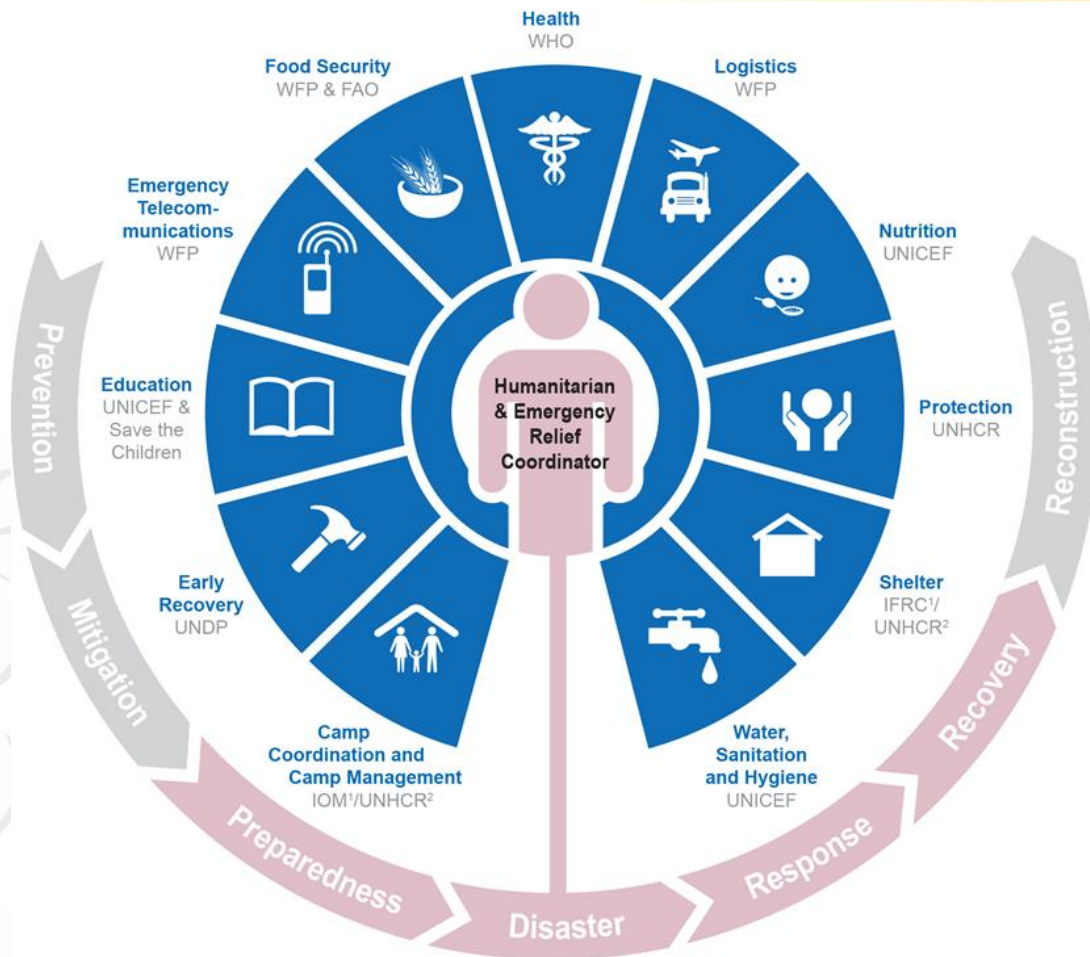 Health
WHO
Food Security
WFP & FAO
Logistics
WFP
Emergency
Telecom-
munications
WFP
Nutrition
UNICEF
Education
UNICEF &
Save the
Children
Humanitarian
& Emergency
Relief
Coordinator
Protection
UNHCR
Early
Recovery
UNDP
Shelter
IFRC¹/
UNHCR²
Camp
Coordination and
Camp Management
IOM¹/UNHCR²
Water,
Sanitation
and Hygiene
UNICEF
Prevention
Mitigation
Preparedness
Disaster
Response
Recovery
Reconstruction